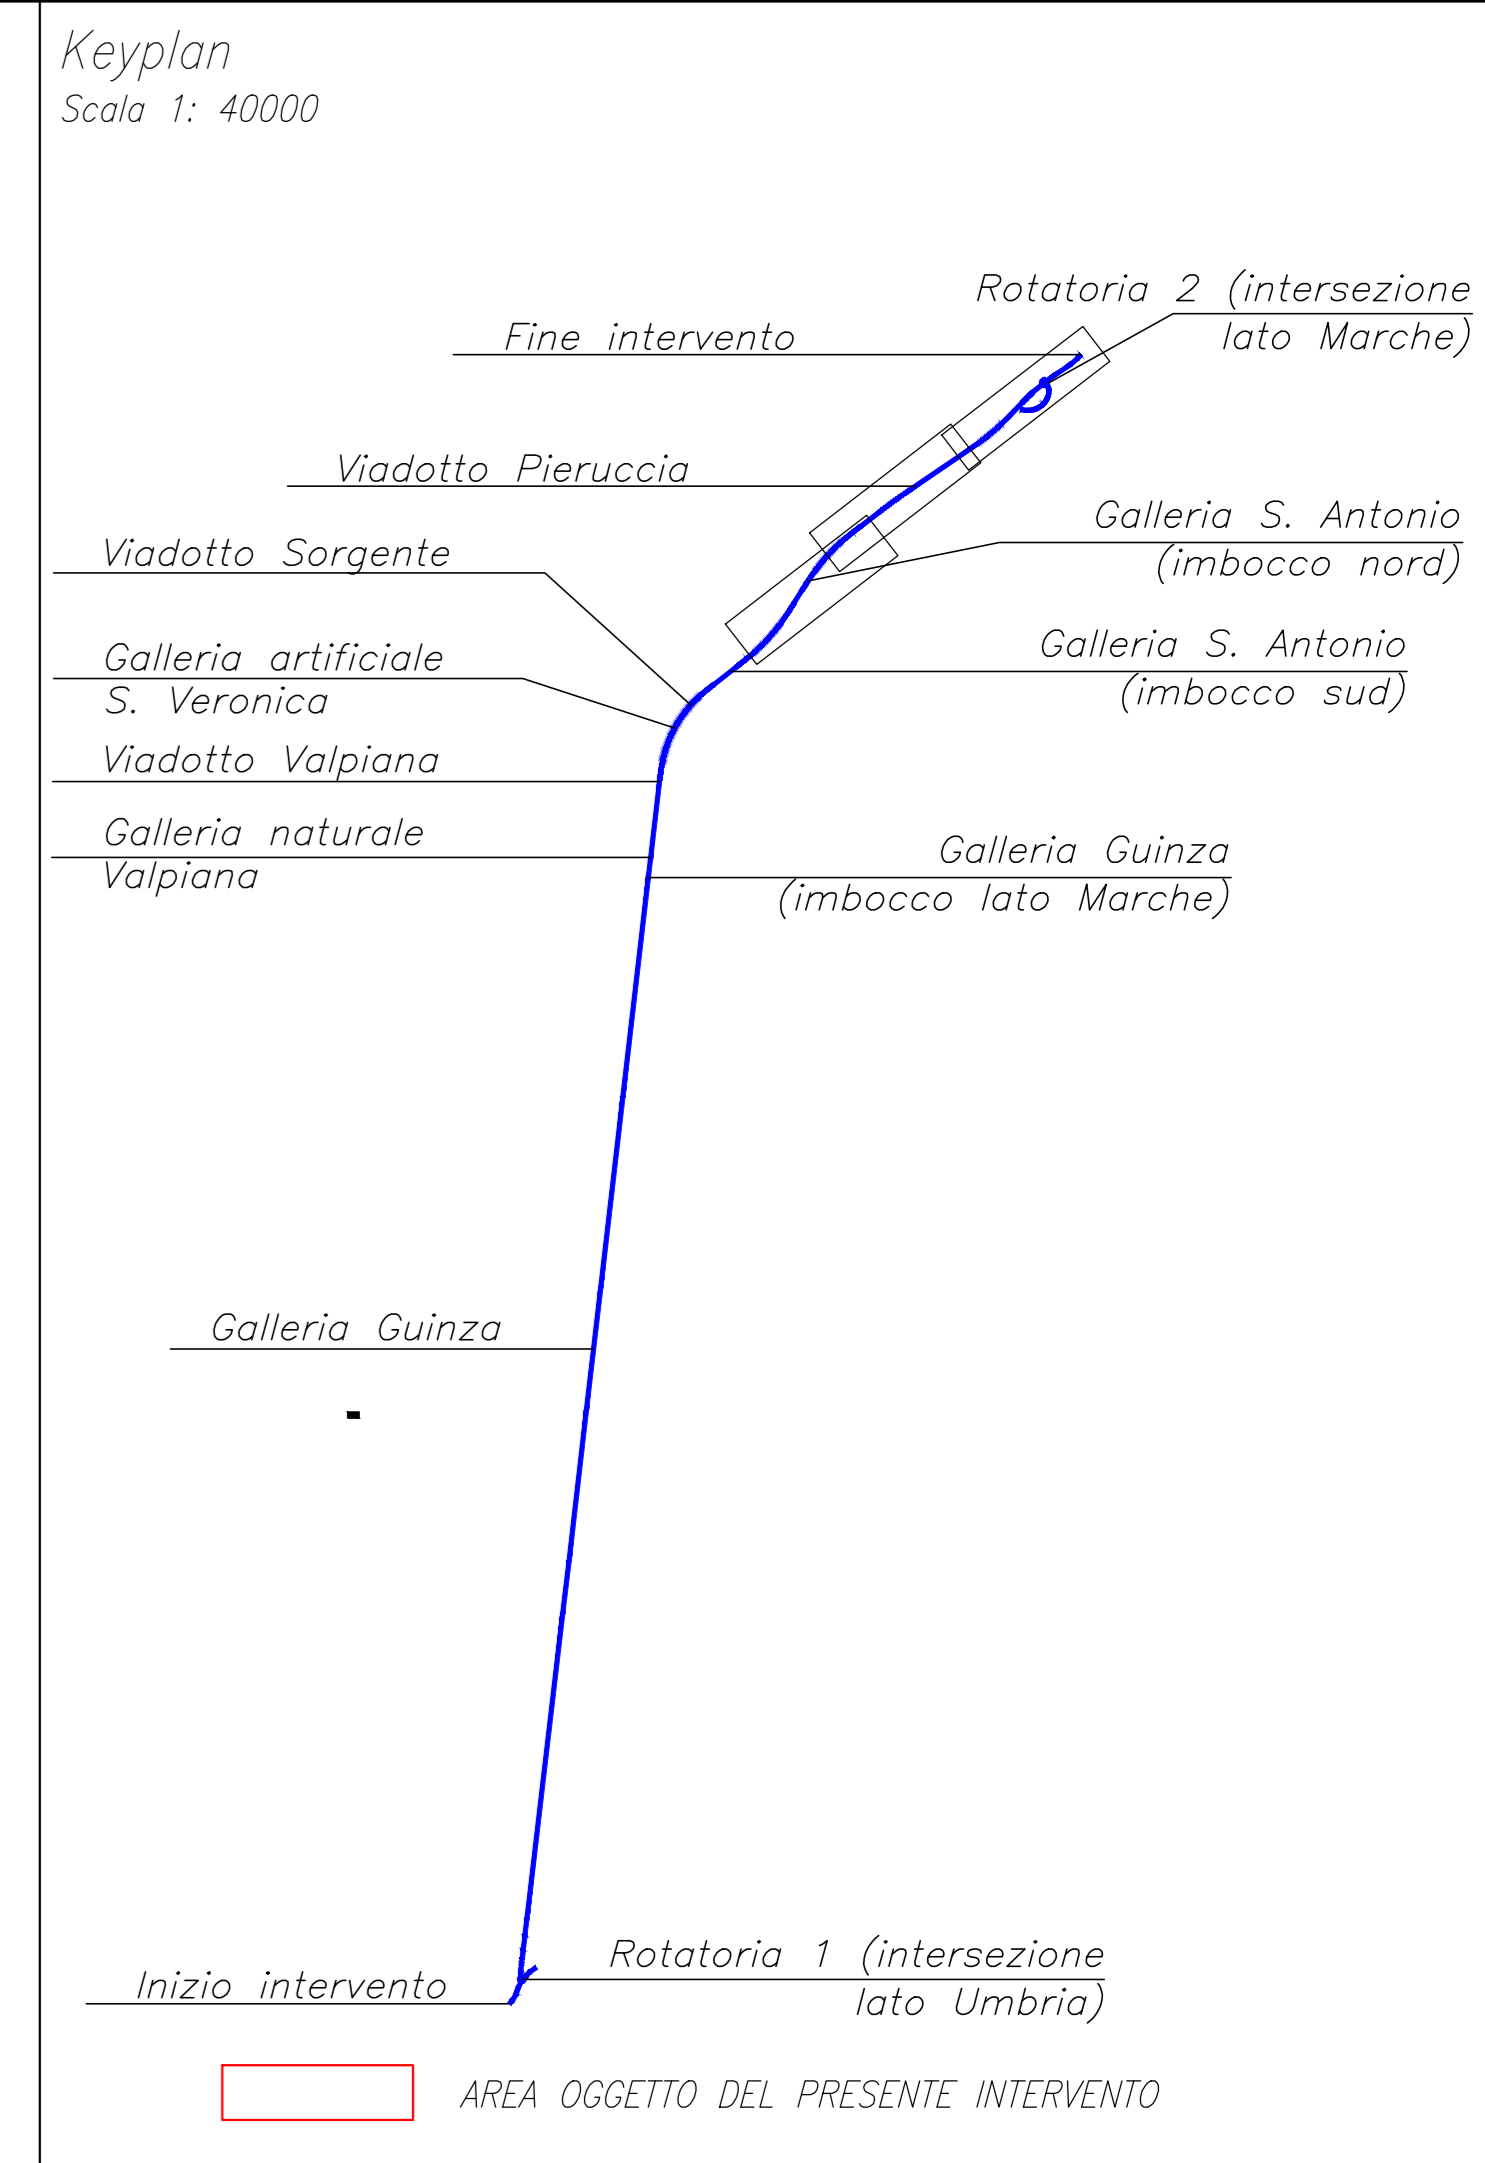 Keyplan
Scala 1: 40000
Rotatoria 2 (intersezione
lato Marche)
Fine intervento
Viadotto Pieruccia
Galleria S. Antonio
(imbocco nord)
Viadotto Sorgente
Galleria S. Antonio
(imbocco sud)
Galleria artificiale
S. Veronica
Viadotto Valpiana
Galleria naturale
Valpiana
Galleria Guinza
(imbocco lato Marche)
Galleria Guinza
Rotatoria 1 (intersezione
lato Umbria)
Inizio intervento
AREA OGGETTO DEL PRESENTE INTERVENTO